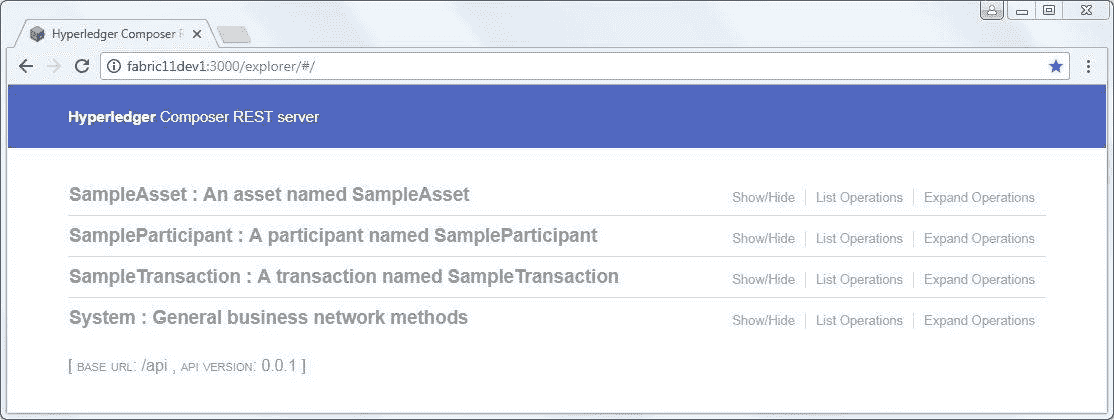 Hyperledger Composer R
fabric11dev1:3000/explorer/#/
Hyperledger Composer REST server
SampleAsset : An asset named SampleAsset Show/Hide List Operations Expand Operations
SampleParticipant : A participant named SampleParticipant Show/Hide List Operations Expand Operations
SampleTransaction : A transaction named SampleTransaction Show/Hide List Operations Expand Operations
System : General business network methods Show/Hide List Operations Expand Operations
[ BASE URL: /api , API VERSION: 0.0.1 ]